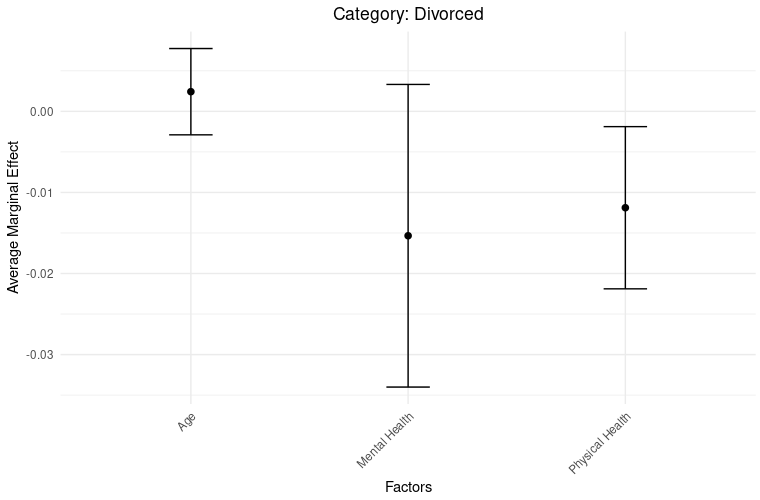 Category: Divorced
Average Marginal Effect
0.00
-0.01
-0.02
-0.03
Age
Mental Health
Physical Health
Factors